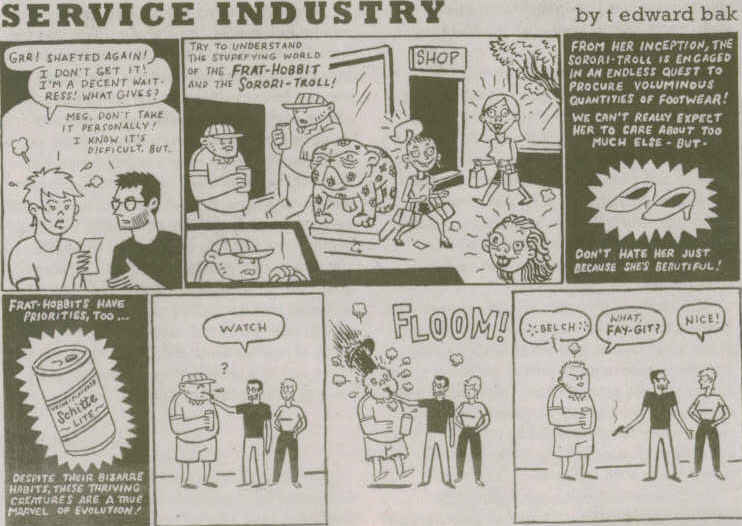 SERVICE INDUSTRY
by t edward bak
GRR! SHAFTED AGAIN!
I DON'T GET IT!
I'M A DECENT WAIT-
RESS! WHAT GIVES?
MEG, DON'T TAKE
IT PERSONALLY!
I KNOW IT'S
DIFFICULT, BUT..
TRY TO UNDERSTAND
THE STUPEFYING WORLD
OF THE FRAT-HOBBIT
AND THE SORORI-TROLL!
SHOP
FROM HER INCEPTION, THE
SORORI-TROLL IS ENGAGED
IN AN ENDLESS QUEST TO
PROCURE VOLUMINOUS
QUANTITIES OF FOOTWEAR!
WE CAN'T REALLY EXPECT
HER TO CARE ABOUT TOO
MUCH ELSE - BUT -
DON'T HATE HER JUST
BECAUSE SHE'S BEAUTIFUL!
FRAT-HOBBITS HAVE
PRIORITIES, TOO...
Schitte
LITE
DESPITE THEIR BIZARRE
HABITS, THESE THRIVING
CREATURES ARE A TRUE
MARVEL OF EVOLUTION!
WATCH
?
FLOOM!
BELCH
WHAT,
FAY-GIT?
NICE!